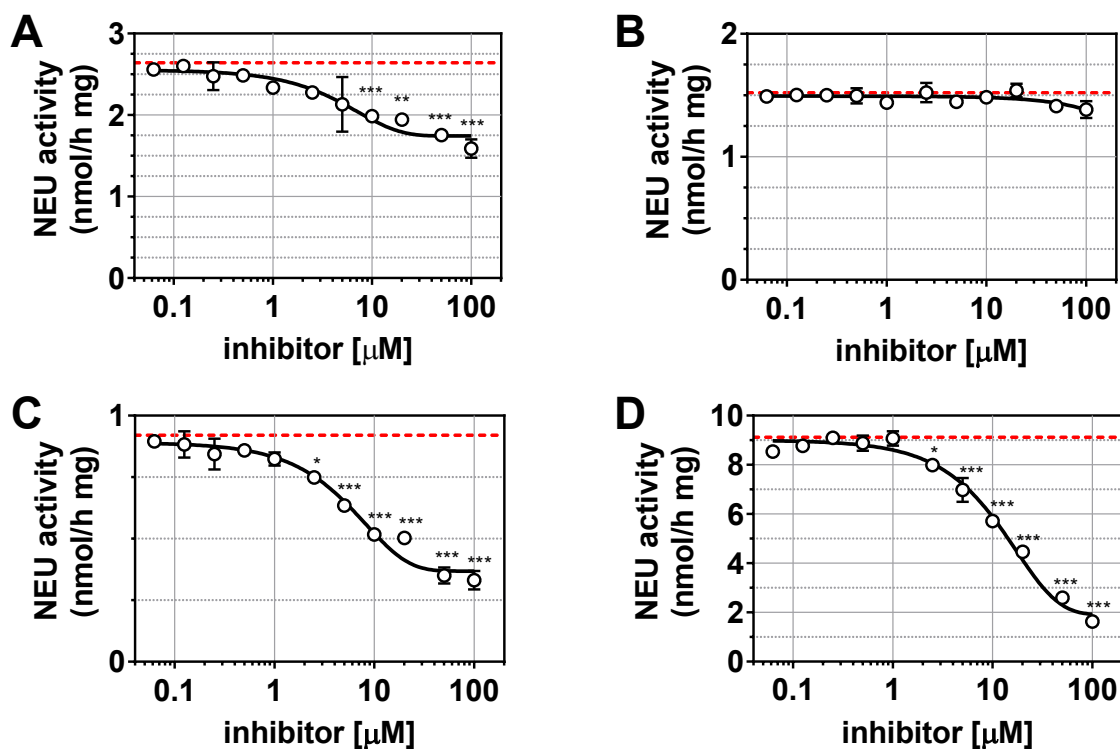 A
NEU activity
(nmol/h mg)
3
2
1
0
*** ** *** ***
0.1 1 10 100
inhibitor [μM]
B
NEU activity
(nmol/h mg)
2
1
0
0.1 1 10 100
inhibitor [μM]
C
NEU activity
(nmol/h mg)
1
0
* *** *** *** *** ***
0.1 1 10 100
inhibitor [μM]
D
NEU activity
(nmol/h mg)
10
8
6
4
2
0
* *** *** *** *** ***
0.1 1 10 100
inhibitor [μM]